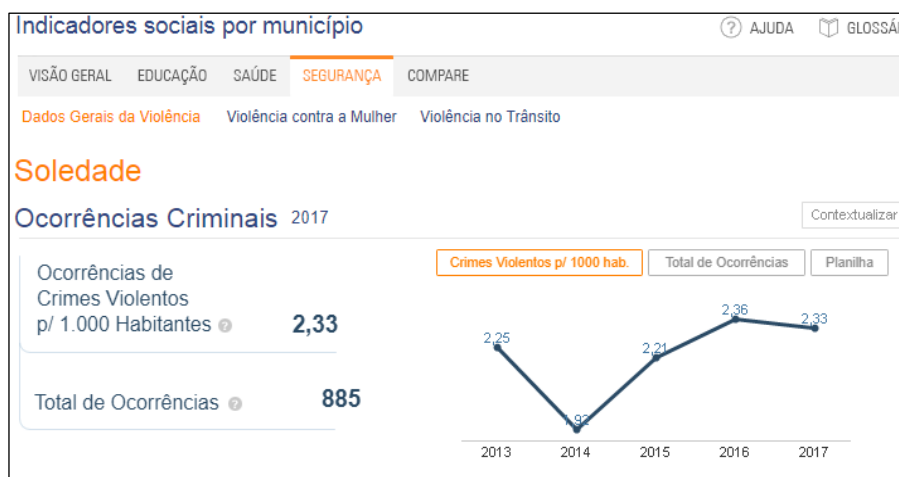 Indicadores sociais por município
? AJUDA GLOSSÁ
VISÃO GERAL EDUCAÇÃO SAÚDE SEGURANÇA COMPARE
Dados Gerais da Violência Violência contra a Mulher Violência no Trânsito
Soledade
Ocorrências Criminais 2017
Contextualizar
Crimes Violentos p/ 1000 hab. Total de Ocorrências Planilha
Ocorrências de
Crimes Violentos
p/ 1.000 Habitantes ? 2,33
Total de Ocorrências ? 885
2,25 1,92 2,21 2,36 2,33
2013 2014 2015 2016 2017